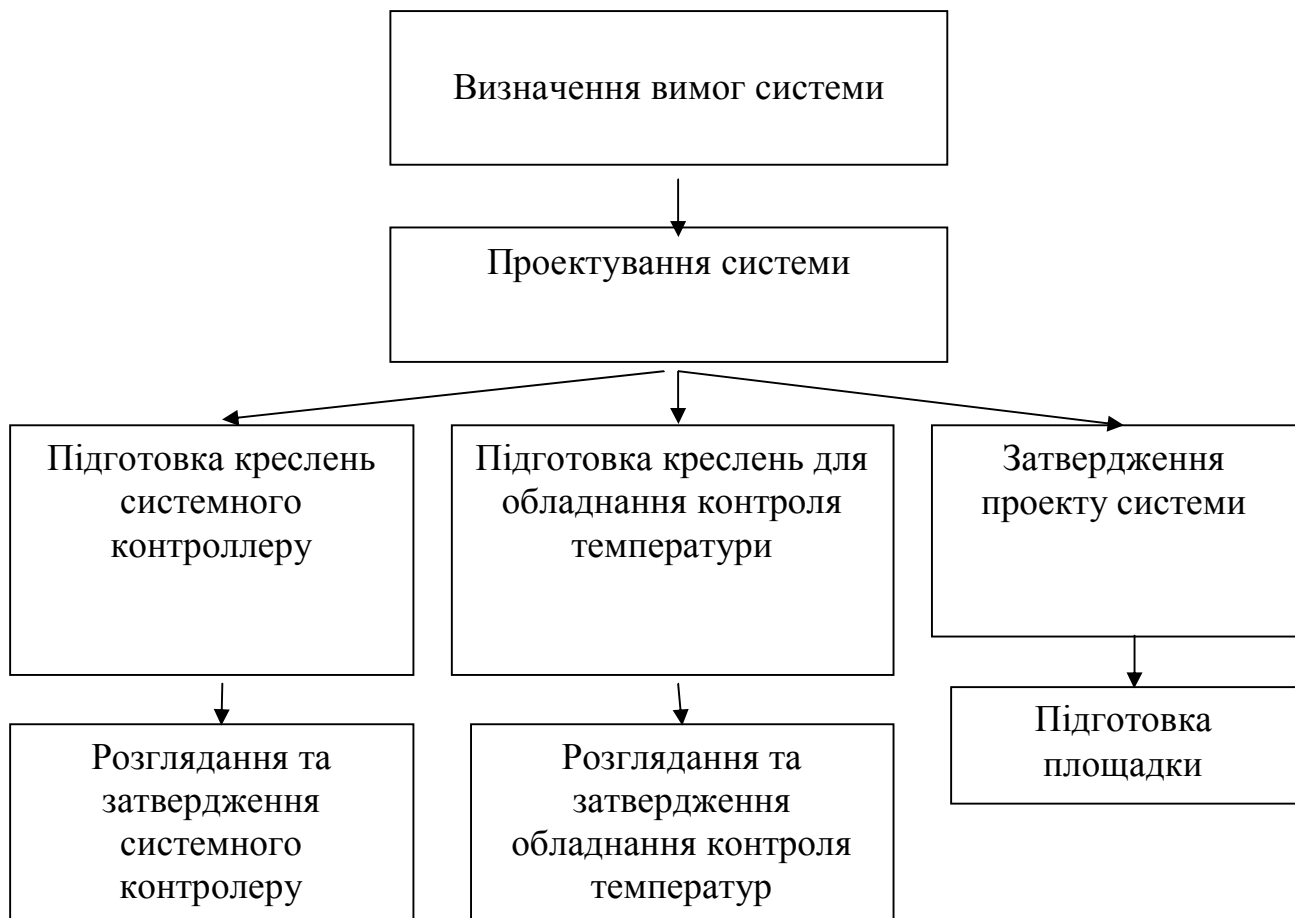 Визначення вимог системи
Проектування системи
Підготовка креслень
системного
контроллеру
Підготовка креслень для
обладнання контроля
температури
Затвердження
проекту системи
Розглядання та
затвердження
системного
контролеру
Розглядання та
затвердження
обладнання контроля
температур
Підготовка
площадки